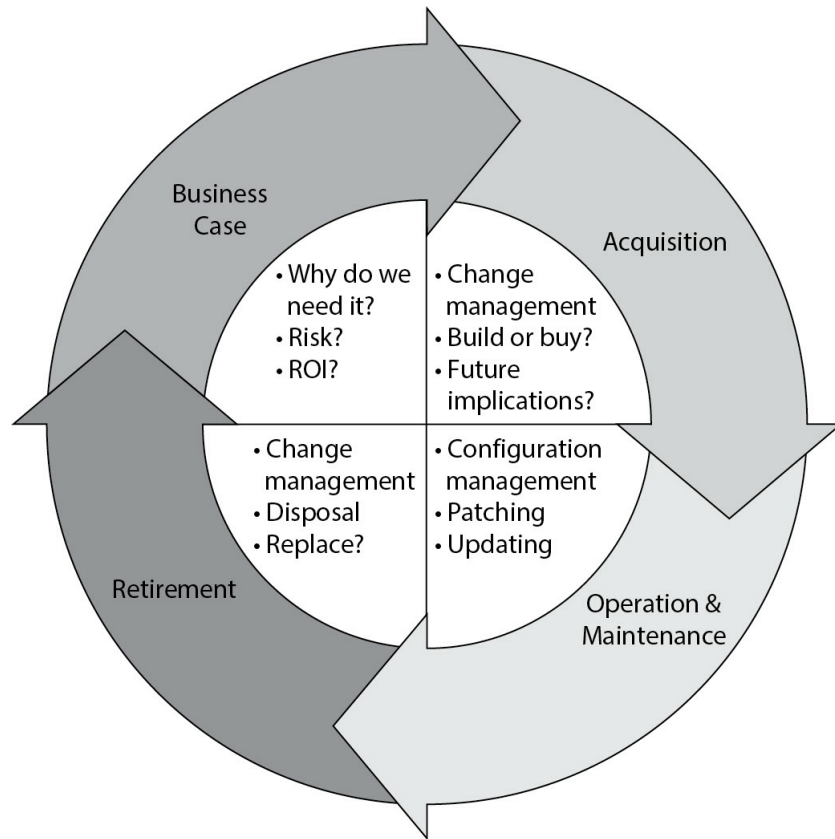 Business
Case
Acquisition
• Why do we
need it?
• Risk?
• ROI?
• Change
management
• Build or buy?
• Future
implications?
• Change
management
• Disposal
• Replace?
• Configuration
management
• Patching
• Updating
Retirement
Operation &
Maintenance